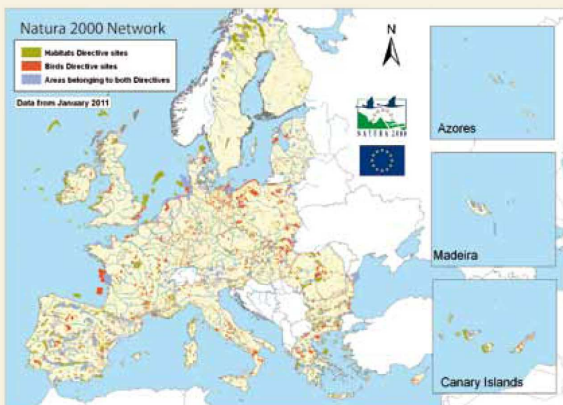 Natura 2000 Network
Habitats Directive sites
Birds Directive sites
Areas belonging to both Directives
Data from January 2011
N
NATURA 2000
Azores
Madeira
Canary Islands